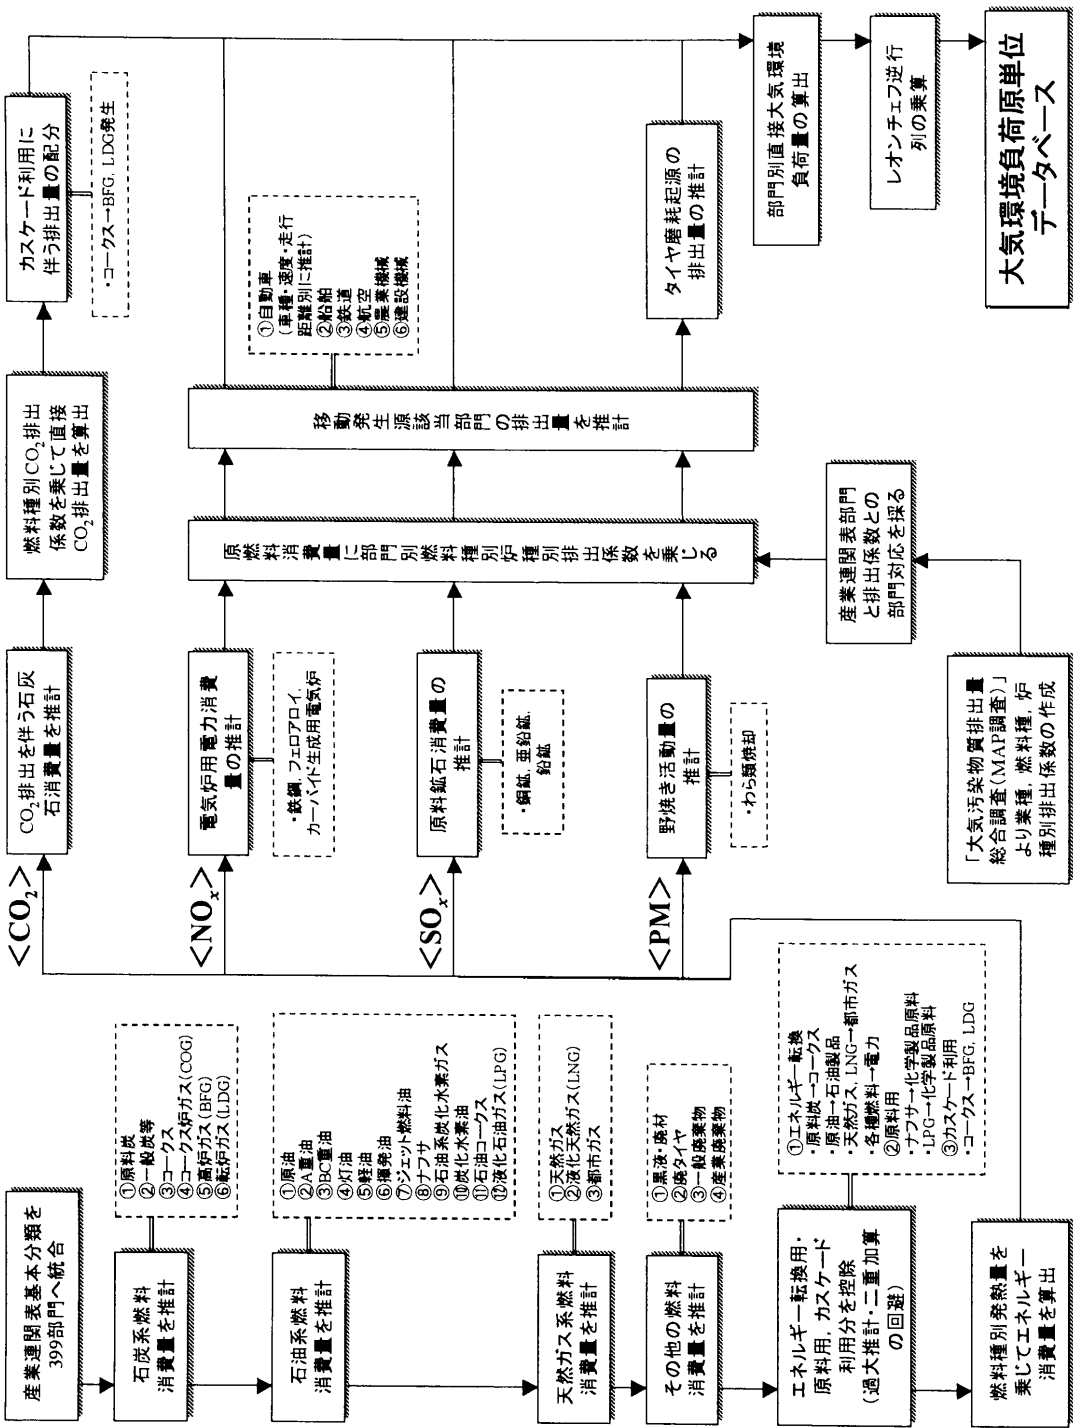 産業連関表基本分類を
399部門へ統合
石炭系燃料
消費量を推計
①原料炭
②一般炭等
③コークス
④コークス炉ガス(COG)
⑤高炉ガス(BFG)
⑥転炉ガス(LDG)
石油系燃料
消費量を推計
①原油
②A重油
③BC重油
④灯油
⑤軽油
⑥揮発油
⑦ジェット燃料油
⑧ナフサ
⑨石油系炭化水素ガス
⑩炭化水素油
⑪石油コークス
⑫液化石油ガス(LPG)
天然ガス系燃料
消費量を推計
①天然ガス
②液化天然ガス(LNG)
③都市ガス
その他の燃料
消費量を推計
①黒液・廃材
②廃タイヤ
③一般廃棄物
④産業廃棄物
エネルギー転換用・
原料用,カスケード
利用分を控除
(過大推計・二重加算
の回避)
①エネルギー転換
・原料炭→コークス
・原油→石油製品
・天然ガス, LNG→都市ガス
・各種燃料→電力
②原料用
・ナフサ→化学製品原料
・LPG→化学製品原料
③カスケード利用
・コークス→BFG, LDG
燃料種別発熱量を
乗じてエネルギー
消費量を算出
<CO₂>
CO₂排出を伴う石灰
石消費量を推計
燃料種別CO₂排出
係数を乗じて直接
CO₂排出量を算出
カスケード利用に
伴う排出量の配分
・コークス→BFG, LDG発生
<NOₓ>
電気炉用電力消費
量の推計
・鉄鋼,フェロアロイ,
カーバイド生成用電気炉
<SOₓ>
原料鉱石消費量の
推計
・銅鉱,亜鉛鉱,
鉛鉱
<PM>
野焼き活動量の
推計
・わら類焼却
「大気汚染物質排出量
総合調査(MAP調査)」
より業種,燃料種,炉
種別排出係数の作成
産業連関表部門
と排出係数との
部門対応を採る
原燃料消費量に部門別燃料種別炉種別排出係数を乗じる
移動発生源該当部門の排出量を推計
①自動車
(車種・速度・走行
距離別に推計)
②船舶
③鉄道
④航空
⑤農業機械
⑥建設機械
タイヤ磨耗起源の
排出量の推計
部門別直接大気環境
負荷量の算出
レオンチェフ逆行
列の乗算
大気環境負荷原単位
データベース